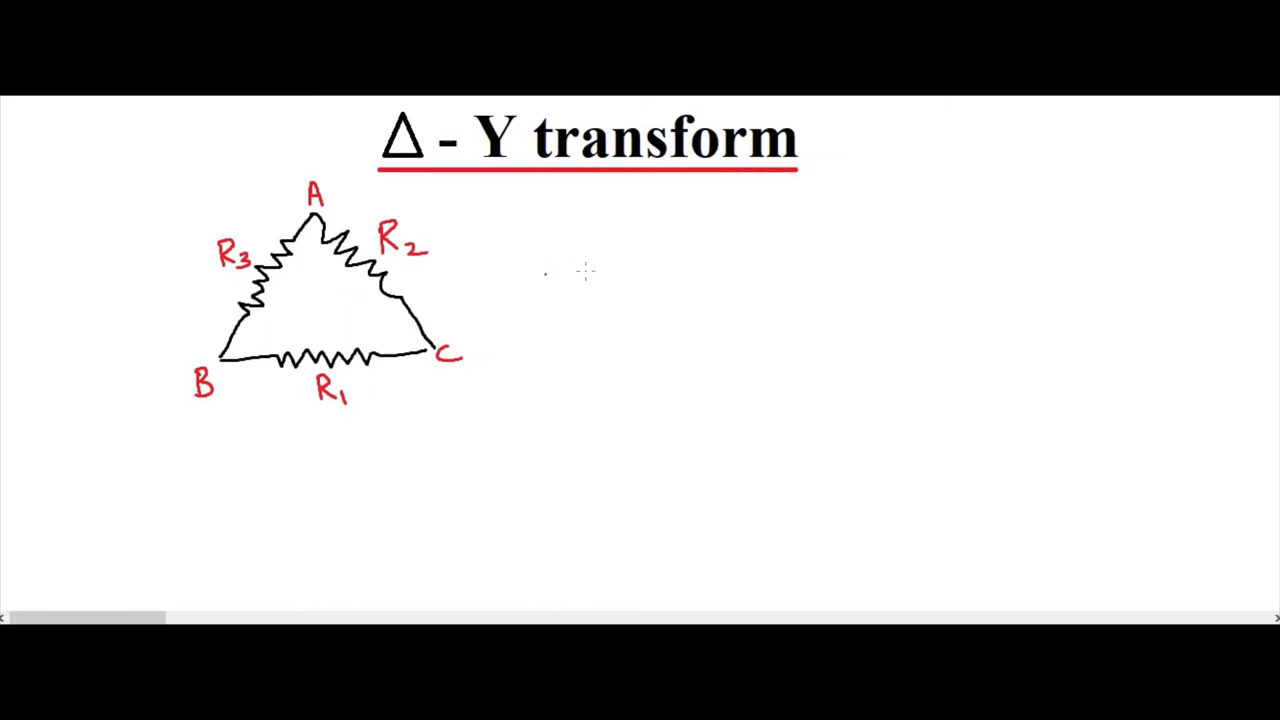 Δ - Y transform
A
R3
R2
B
R1
C